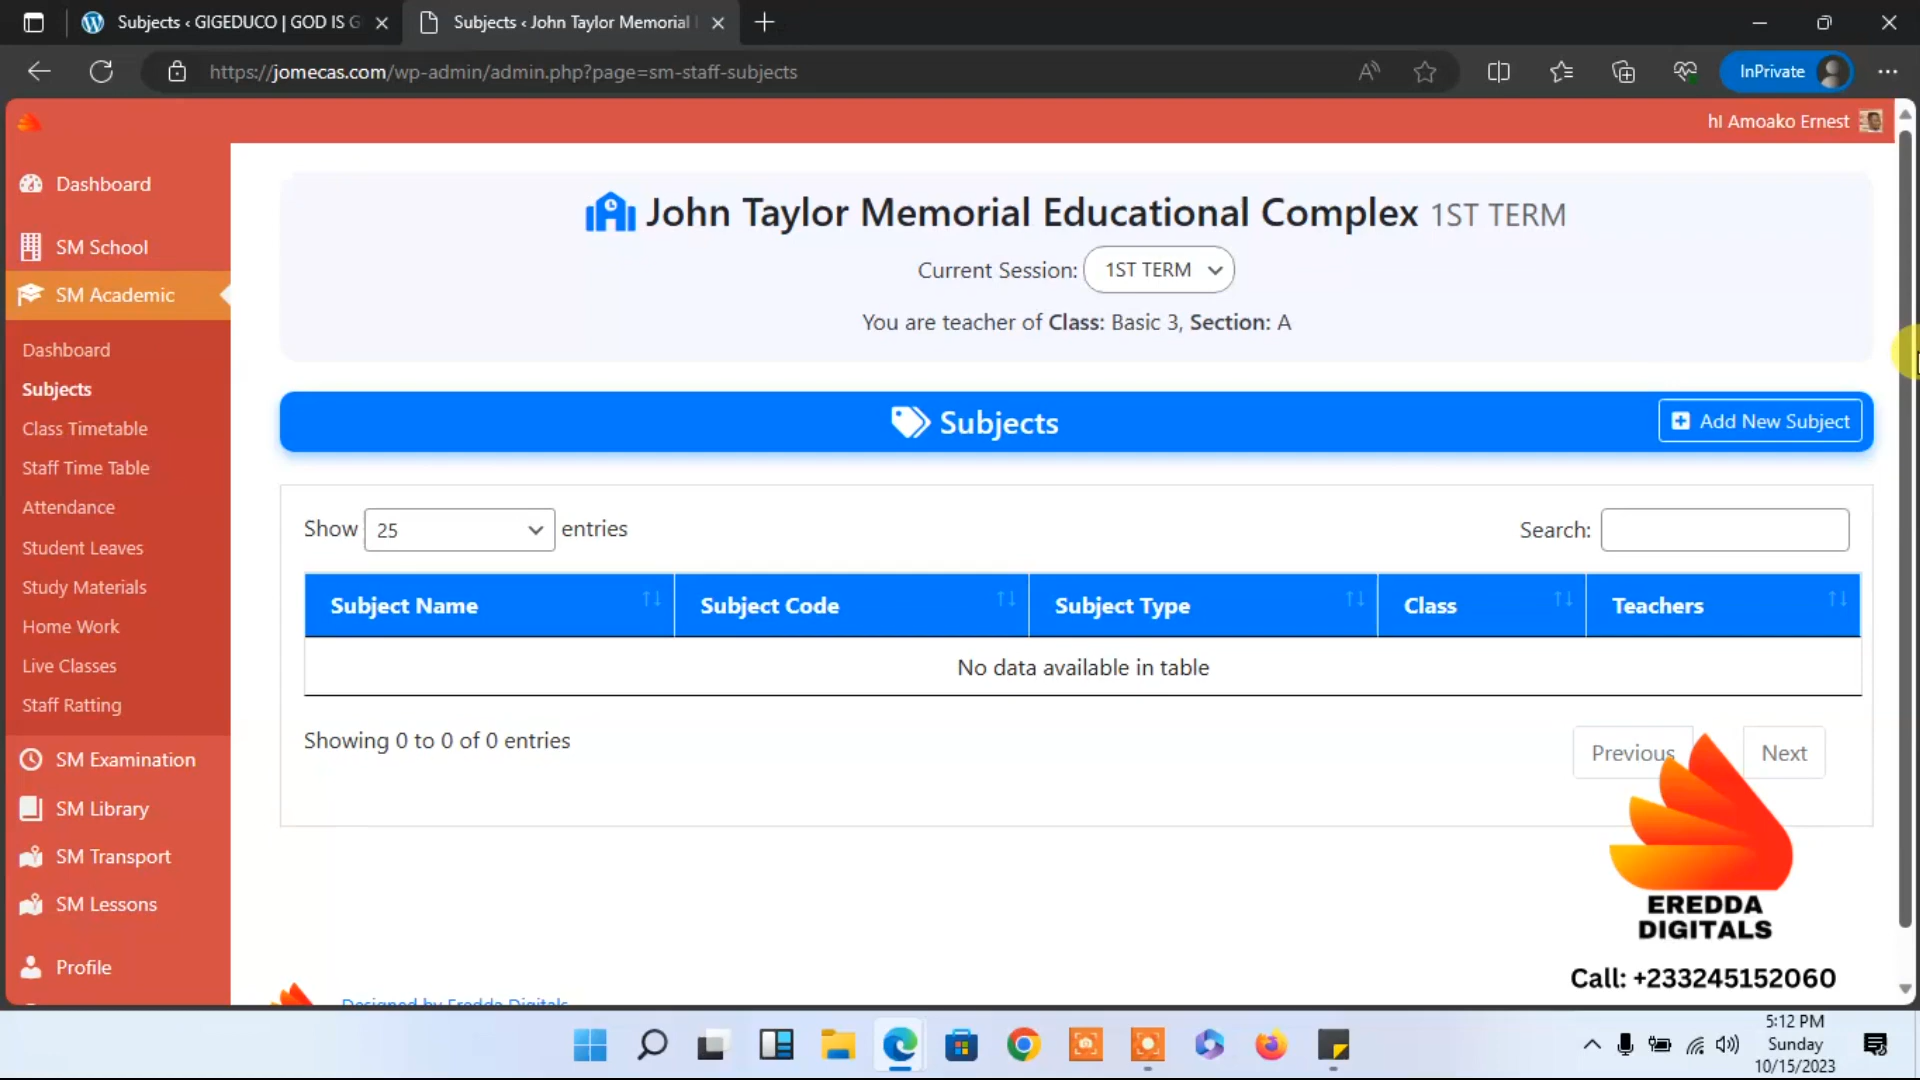 Subjects ‹ GIGEDUCO | GOD IS G
Subjects ‹ John Taylor Memorial
https://jomecas.com/wp-admin/admin.php?page=sm-staff-subjects
InPrivate
hI Amoako Ernest
Dashboard
SM School
SM Academic
Dashboard
Subjects
Class Timetable
Staff Time Table
Attendance
Student Leaves
Study Materials
Home Work
Live Classes
Staff Ratting
SM Examination
SM Library
SM Transport
SM Lessons
Profile
John Taylor Memorial Educational Complex 1ST TERM
Current Session: 1ST TERM
You are teacher of Class: Basic 3, Section: A
Subjects
Add New Subject
Show 25 entries
Search:
Subject Name Subject Code Subject Type Class Teachers
No data available in table
Showing 0 to 0 of 0 entries
Previous Next
EREDDA
DIGITALS
Call: +233245152060
Designed by Eredda Digitals
5:12 PM
Sunday
10/15/2023